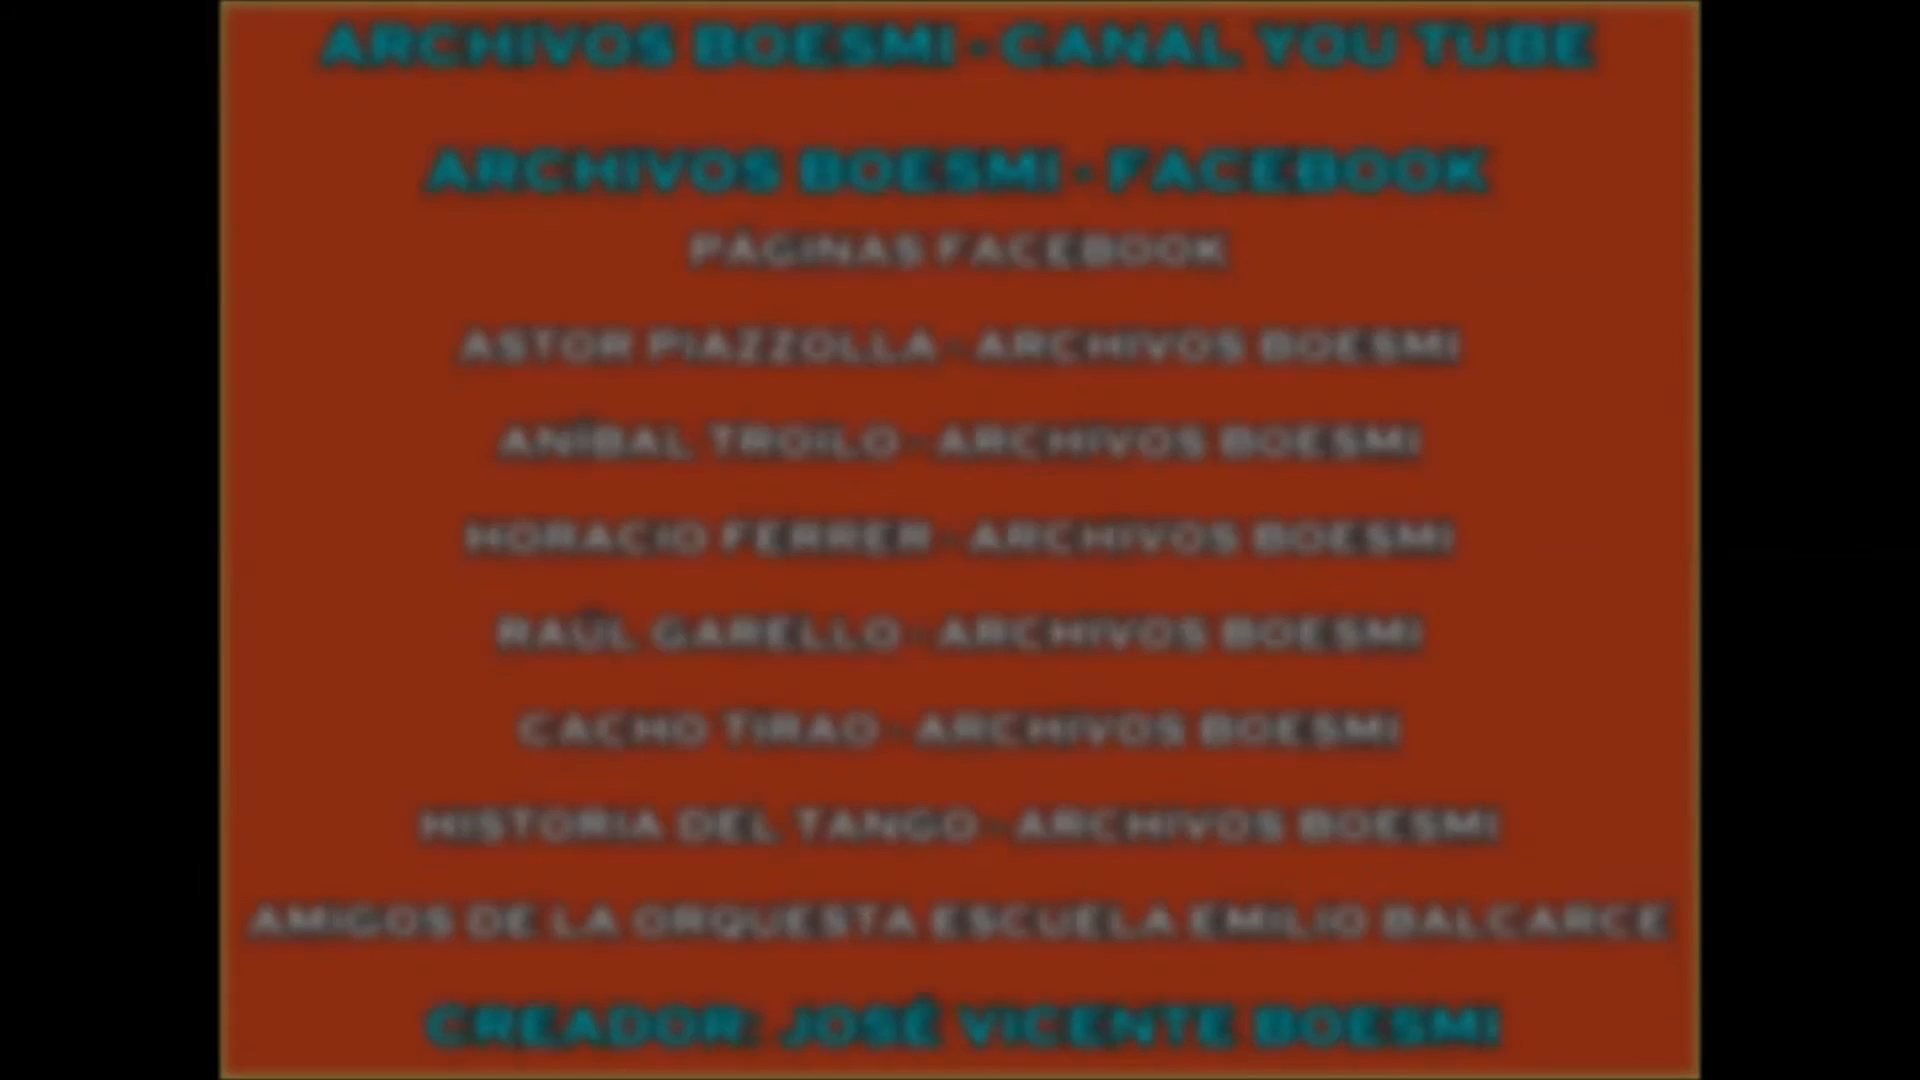 ARCHIVOS BOESMI - CANAL YOU TUBE
ARCHIVOS BOESMI - FACEBOOK
PÁGINAS FACEBOOK
ASTOR PIAZZOLLA - ARCHIVOS BOESMI
ANÍBAL TROILO - ARCHIVOS BOESMI
HORACIO FERRER - ARCHIVOS BOESMI
RAÚL GARELLO - ARCHIVOS BOESMI
CACHO TIRAO - ARCHIVOS BOESMI
HISTORIA DEL TANGO - ARCHIVOS BOESMI
AMIGOS DE LA ORQUESTA ESCUELA EMILIO BALCARCE
CREADOR: JOSÉ VICENTE BOESMI